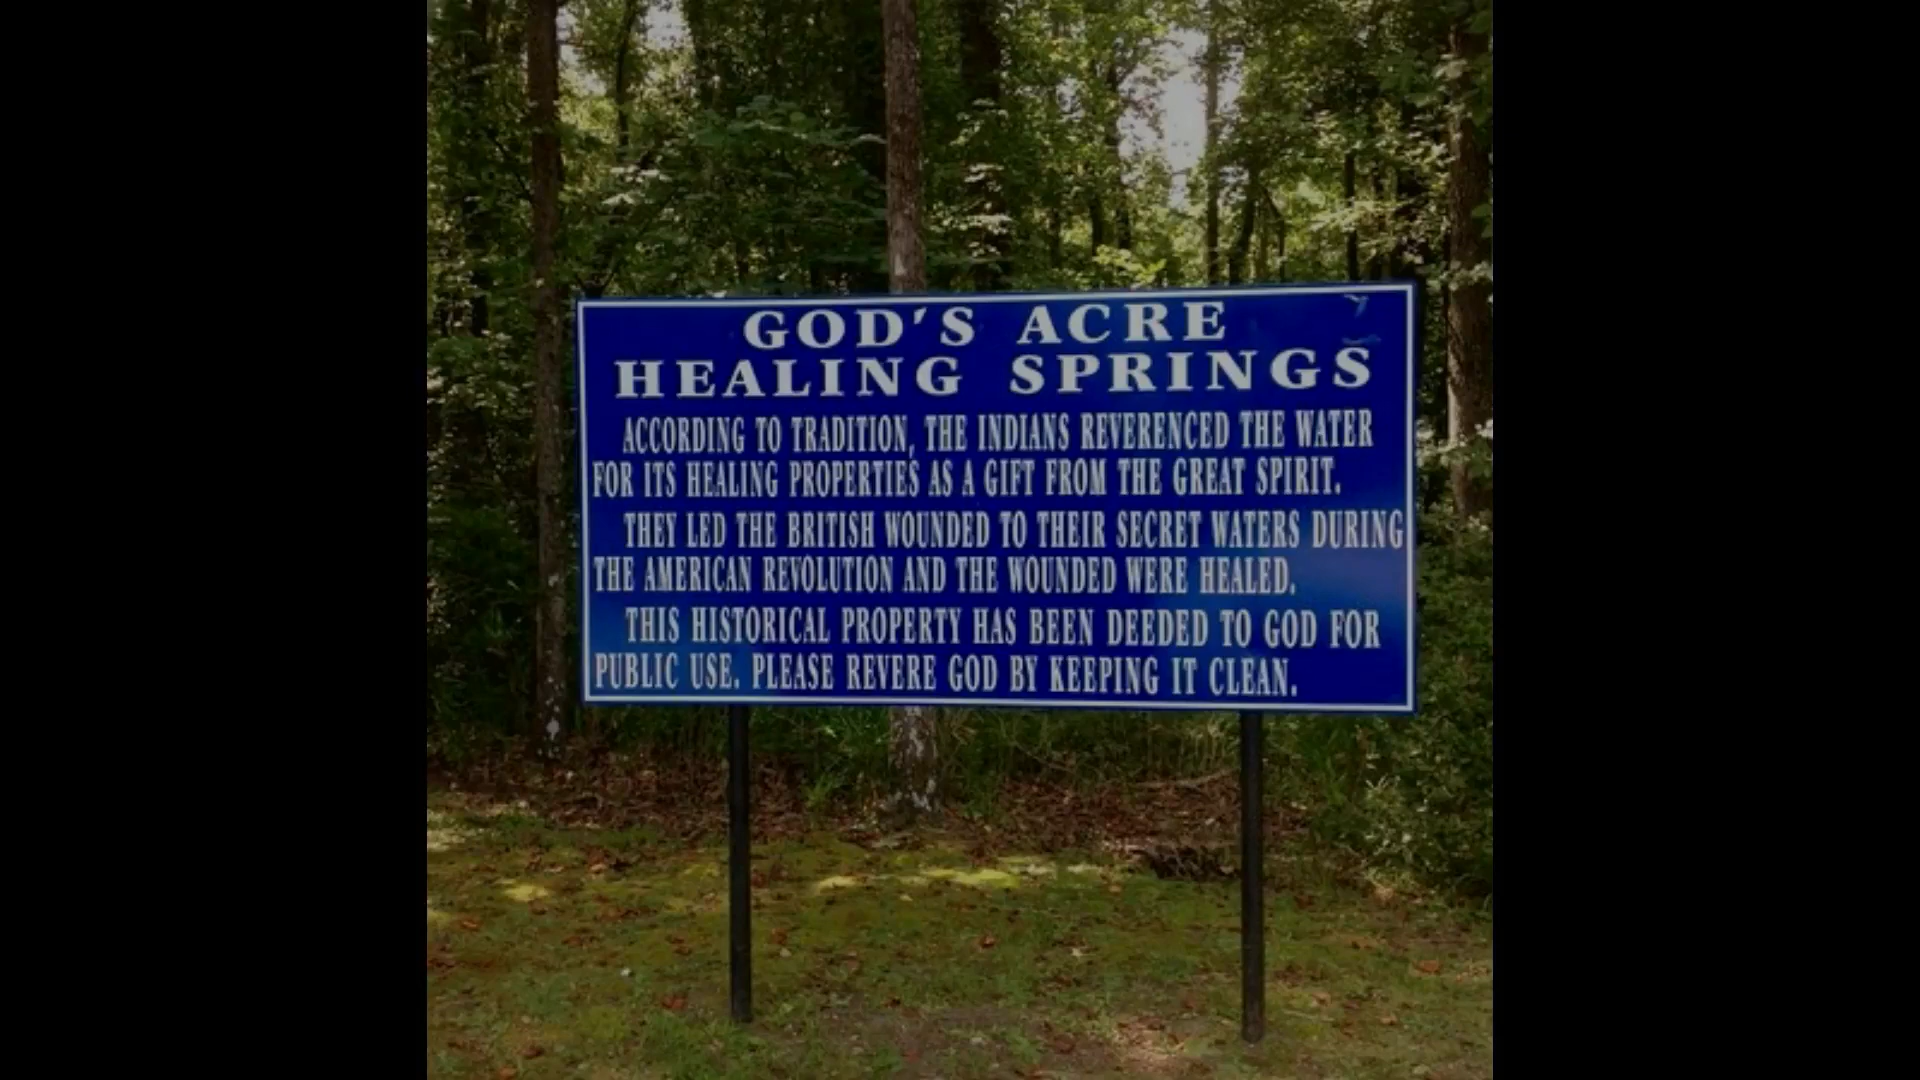 GOD'S ACRE
HEALING SPRINGS
ACCORDING TO TRADITION, THE INDIANS REVERENCED THE WATER
FOR ITS HEALING PROPERTIES AS A GIFT FROM THE GREAT SPIRIT.
THEY LED THE BRITISH WOUNDED TO THEIR SECRET WATERS DURING
THE AMERICAN REVOLUTION AND THE WOUNDED WERE HEALED.
THIS HISTORICAL PROPERTY HAS BEEN DEEDED TO GOD FOR
PUBLIC USE. PLEASE REVERE GOD BY KEEPING IT CLEAN.